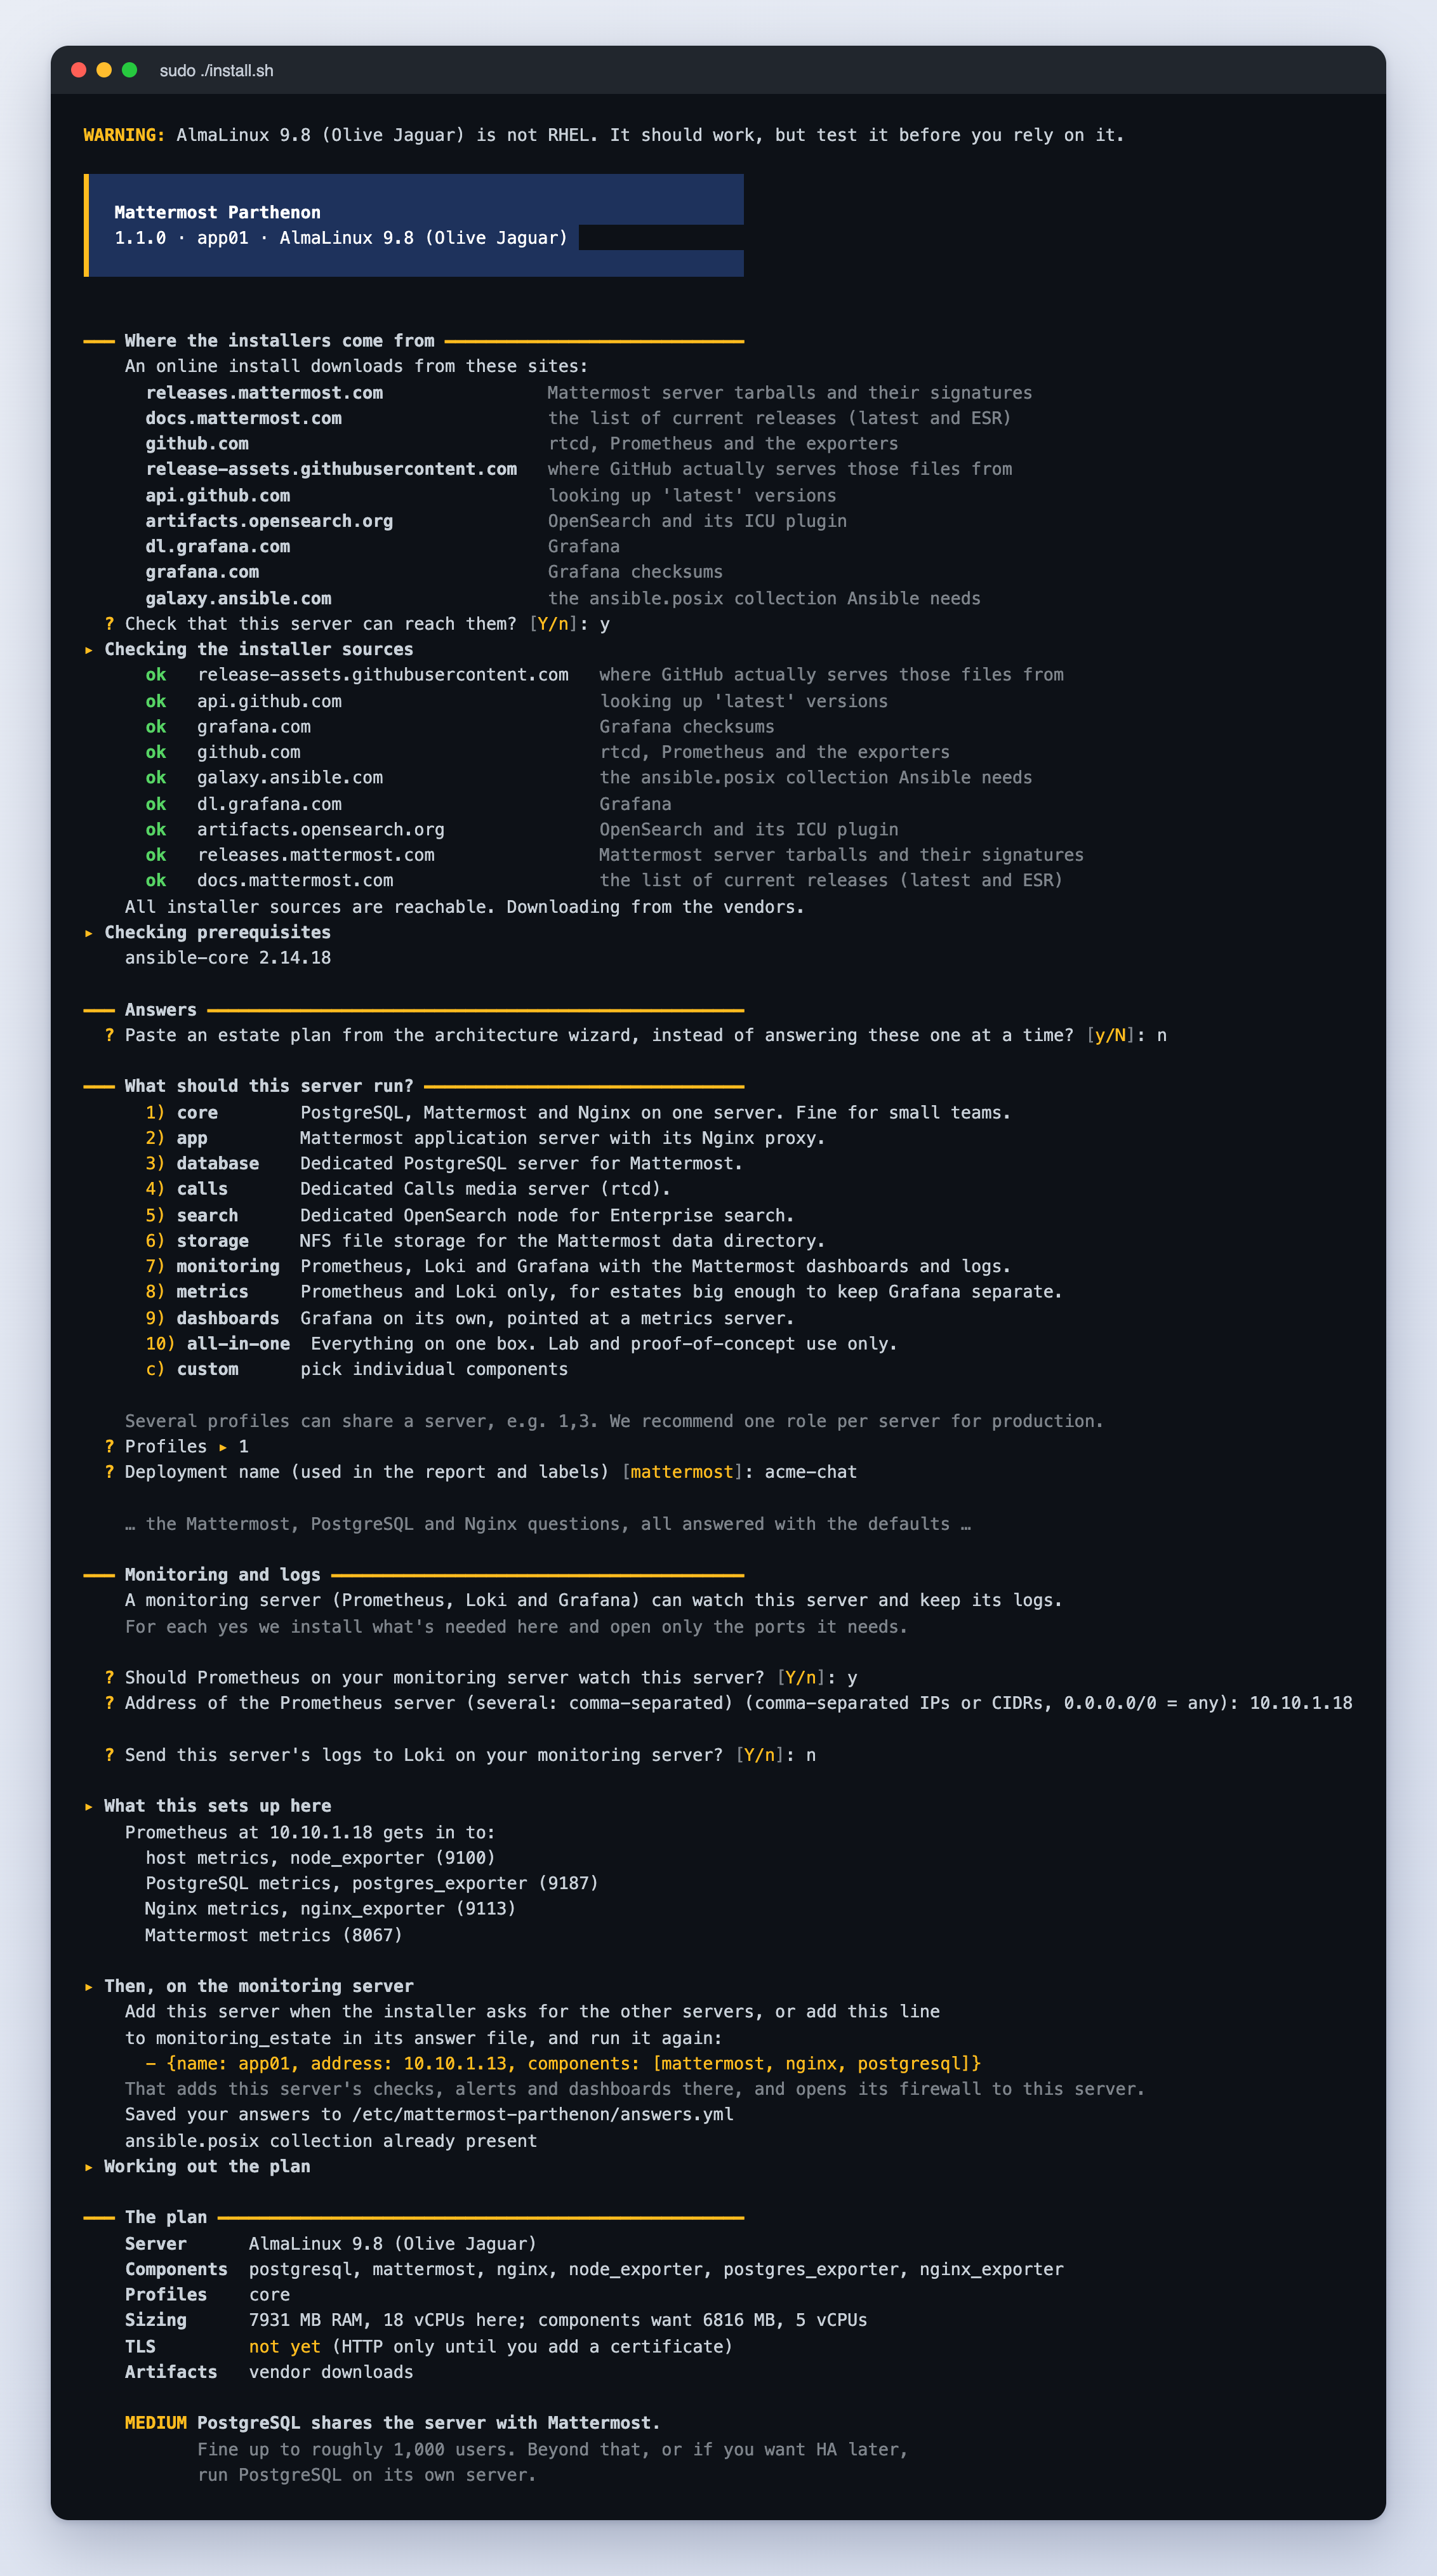 sudo ./install.sh
WARNING: AlmaLinux 9.8 (Olive Jaguar) is not RHEL. It should work, but test it before you rely on it.
Mattermost Parthenon
1.1.0 · app01 · AlmaLinux 9.8 (Olive Jaguar)
Where the installers come from
An online install downloads from these sites:
releases.mattermost.com Mattermost server tarballs and their signatures
docs.mattermost.com the list of current releases (latest and ESR)
github.com rtcd, Prometheus and the exporters
release-assets.githubusercontent.com where GitHub actually serves those files from
api.github.com looking up 'latest' versions
artifacts.opensearch.org OpenSearch and its ICU plugin
dl.grafana.com Grafana
grafana.com Grafana checksums
galaxy.ansible.com the ansible.posix collection Ansible needs
? Check that this server can reach them? [Y/n]: y
▸ Checking the installer sources
ok release-assets.githubusercontent.com where GitHub actually serves those files from
ok api.github.com looking up 'latest' versions
ok grafana.com Grafana checksums
ok github.com rtcd, Prometheus and the exporters
ok galaxy.ansible.com the ansible.posix collection Ansible needs
ok dl.grafana.com Grafana
ok artifacts.opensearch.org OpenSearch and its ICU plugin
ok releases.mattermost.com Mattermost server tarballs and their signatures
ok docs.mattermost.com the list of current releases (latest and ESR)
All installer sources are reachable. Downloading from the vendors.
▸ Checking prerequisites
ansible-core 2.14.18
Answers
? Paste an estate plan from the architecture wizard, instead of answering these one at a time? [y/N]: n
What should this server run?
1) core PostgreSQL, Mattermost and Nginx on one server. Fine for small teams.
2) app Mattermost application server with its Nginx proxy.
3) database Dedicated PostgreSQL server for Mattermost.
4) calls Dedicated Calls media server (rtcd).
5) search Dedicated OpenSearch node for Enterprise search.
6) storage NFS file storage for the Mattermost data directory.
7) monitoring Prometheus, Loki and Grafana with the Mattermost dashboards and logs.
8) metrics Prometheus and Loki only, for estates big enough to keep Grafana separate.
9) dashboards Grafana on its own, pointed at a metrics server.
10) all-in-one Everything on one box. Lab and proof-of-concept use only.
c) custom pick individual components
Several profiles can share a server, e.g. 1,3. We recommend one role per server for production.
? Profiles ▸ 1
? Deployment name (used in the report and labels) [mattermost]: acme-chat
… the Mattermost, PostgreSQL and Nginx questions, all answered with the defaults …
Monitoring and logs
A monitoring server (Prometheus, Loki and Grafana) can watch this server and keep its logs.
For each yes we install what's needed here and open only the ports it needs.
? Should Prometheus on your monitoring server watch this server? [Y/n]: y
? Address of the Prometheus server (several: comma-separated) (comma-separated IPs or CIDRs, 0.0.0.0/0 = any): 10.10.1.18
? Send this server's logs to Loki on your monitoring server? [Y/n]: n
▸ What this sets up here
Prometheus at 10.10.1.18 gets in to:
host metrics, node_exporter (9100)
PostgreSQL metrics, postgres_exporter (9187)
Nginx metrics, nginx_exporter (9113)
Mattermost metrics (8067)
▸ Then, on the monitoring server
Add this server when the installer asks for the other servers, or add this line
to monitoring_estate in its answer file, and run it again:
- {name: app01, address: 10.10.1.13, components: [mattermost, nginx, postgresql]}
That adds this server's checks, alerts and dashboards there, and opens its firewall to this server.
Saved your answers to /etc/mattermost-parthenon/answers.yml
ansible.posix collection already present
▸ Working out the plan
The plan
Server AlmaLinux 9.8 (Olive Jaguar)
Components postgresql, mattermost, nginx, node_exporter, postgres_exporter, nginx_exporter
Profiles core
Sizing 7931 MB RAM, 18 vCPUs here; components want 6816 MB, 5 vCPUs
TLS not yet (HTTP only until you add a certificate)
Artifacts vendor downloads
MEDIUM PostgreSQL shares the server with Mattermost.
Fine up to roughly 1,000 users. Beyond that, or if you want HA later,
run PostgreSQL on its own server.